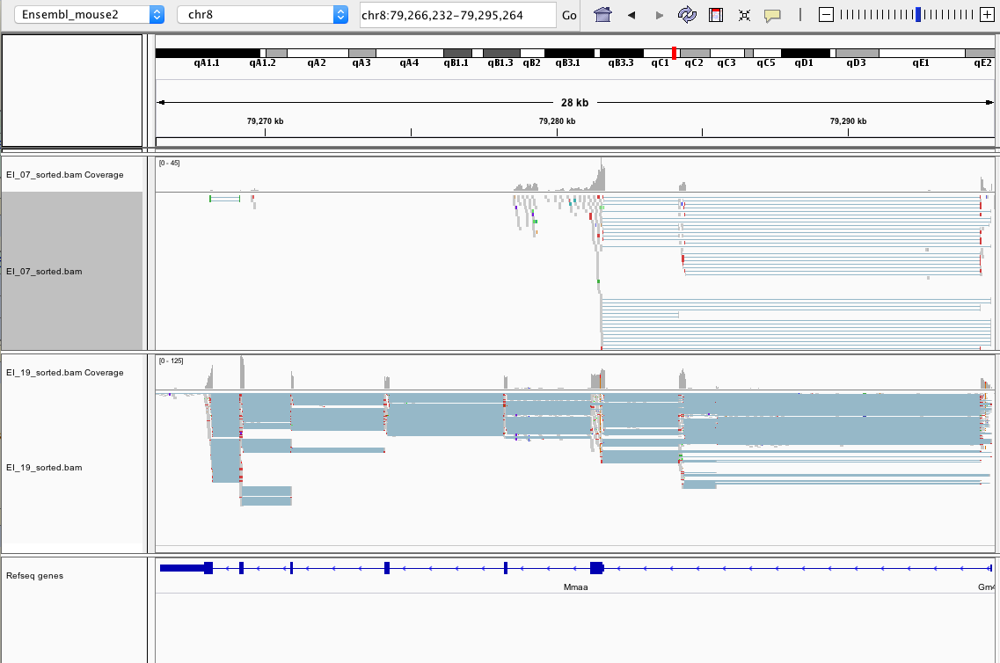 Ensembl_mouse2 chr8 chr8:79,266,232-79,295,264 Go
qA1.1 qA1.2 qA2 qA3 qA4 qB1.1 qB1.3 qB2 qB3.1 qB3.3 qC1 qC2 qC3 qC5 qD1 qD3 qE1 qE2
28 kb
79,270 kb 79,280 kb 79,290 kb
[0 - 45]
EI_07_sorted.bam Coverage
EI_07_sorted.bam
[0 - 125]
EI_19_sorted.bam Coverage
EI_19_sorted.bam
Refseq genes
Mmaa Gm4